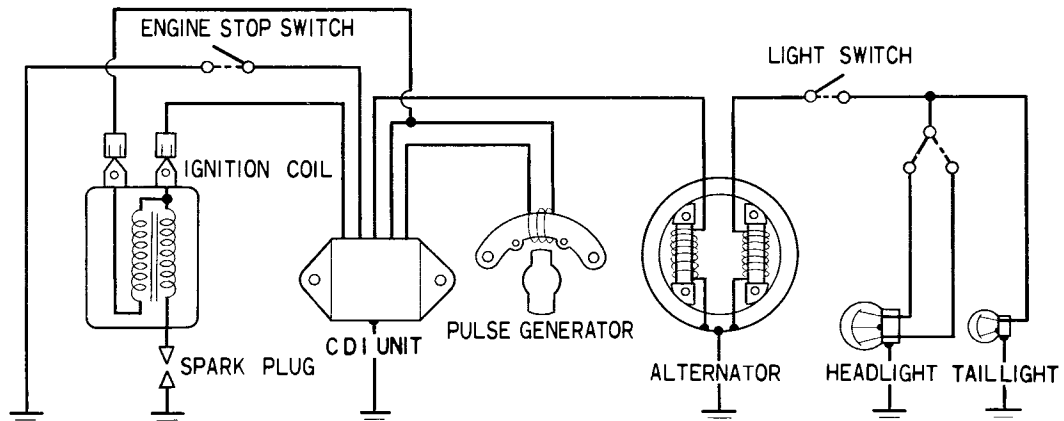 ENGINE STOP SWITCH
LIGHT SWITCH
IGNITION COIL
PULSE GENERATOR
CDI UNIT
SPARK PLUG
ALTERNATOR
HEADLIGHT
TAILLIGHT